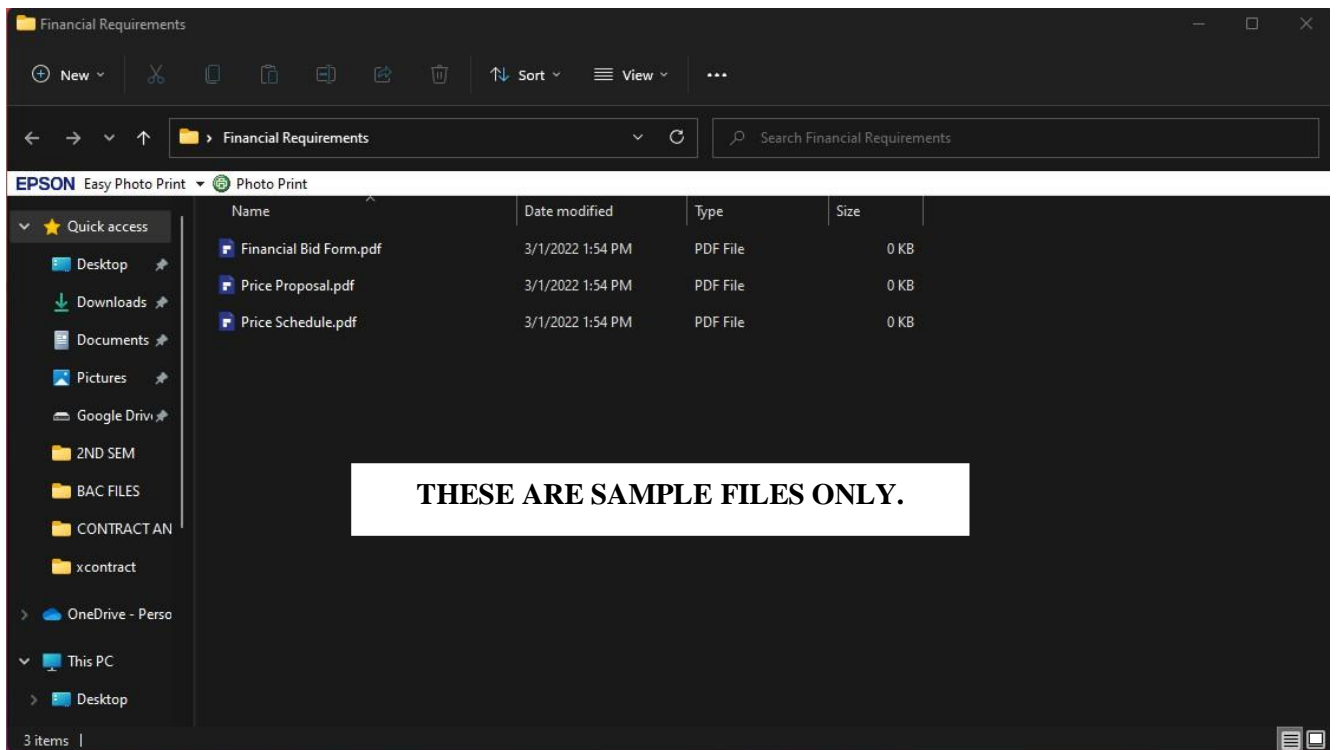 Financial Requirements
New Sort View
Financial Requirements Search Financial Requirements
EPSON Easy Photo Print Photo Print
Name Date modified Type Size
Quick access
Financial Bid Form.pdf 3/1/2022 1:54 PM PDF File 0 KB
Desktop
Price Proposal.pdf 3/1/2022 1:54 PM PDF File 0 KB
Downloads
Price Schedule.pdf 3/1/2022 1:54 PM PDF File 0 KB
Documents
Pictures
Google Driv
2ND SEM
BAC FILES
THESE ARE SAMPLE FILES ONLY.
CONTRACT AN
xcontract
OneDrive - Perso
This PC
Desktop
3 items